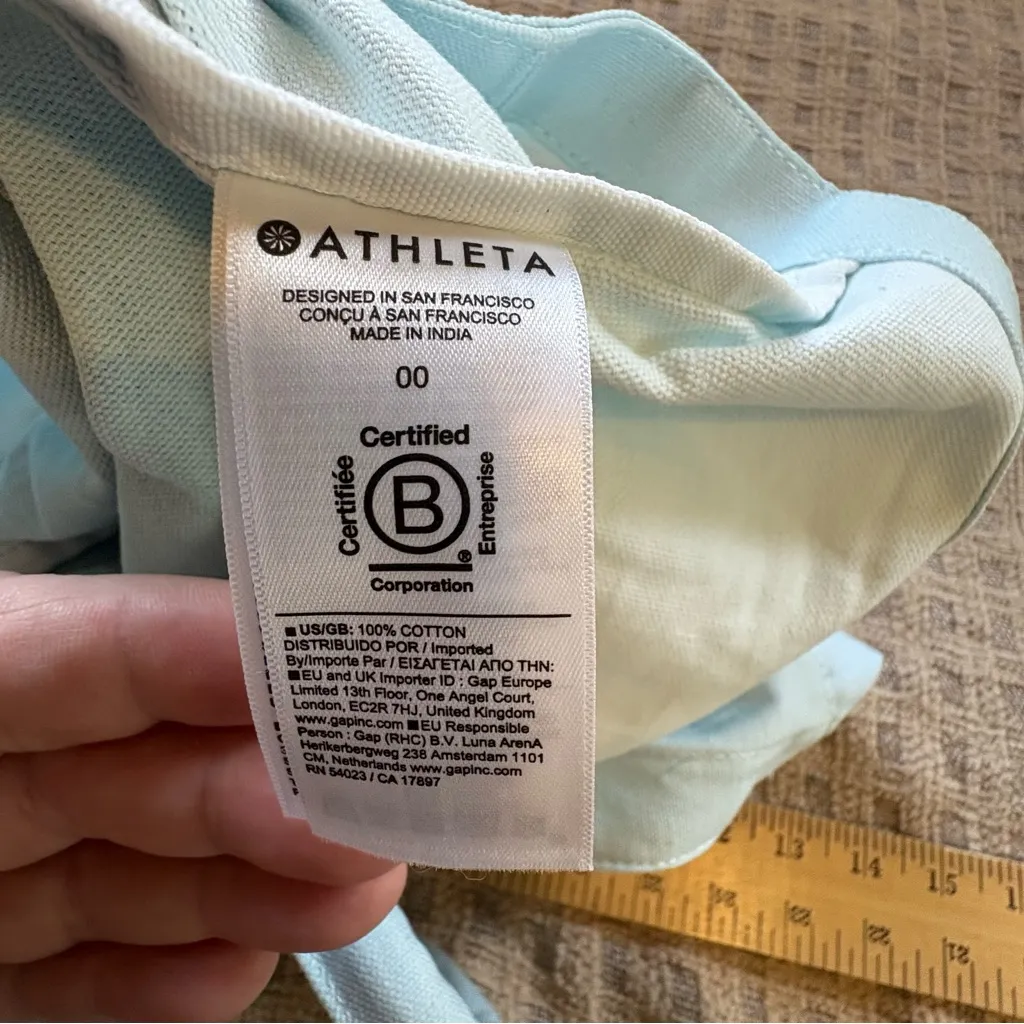 ATHLETA
DESIGNED IN SAN FRANCISCO
CONÇU À SAN FRANCISCO
MADE IN INDIA
00
Certified
Certifiée
B
Entreprise
®
Corporation
US/GB: 100% COTTON
DISTRIBUIDO POR / Imported
By/Importe Par / ΕΙΣΑΓΕΤΑΙ ΑΠΟ ΤΗΝ:
EU and UK Importer ID : Gap Europe
Limited 13th Floor, One Angel Court,
London, EC2R 7HJ, United Kingdom
www.gapinc.com EU Responsible
Person : Gap (RHC) B.V. Luna ArenA
Herikerbergweg 238 Amsterdam 1101
CM, Netherlands www.gapinc.com
RN 54023 / CA 17897
13 14 15
23 22 21